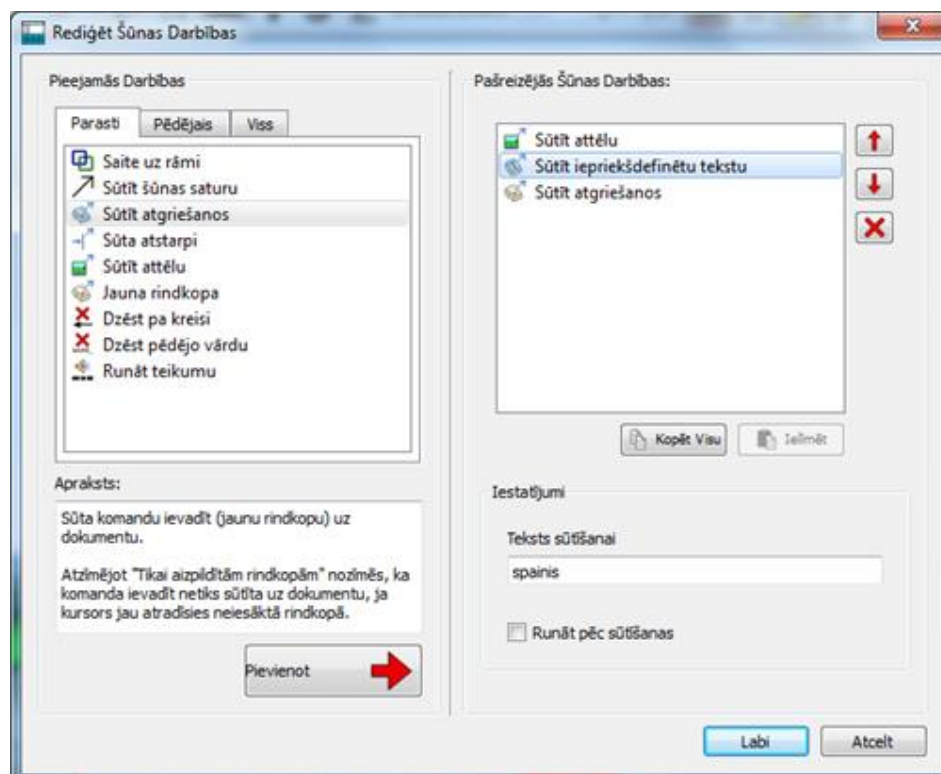 Rediģēt Šūnas Darbības
Pieejamās Darbības
Parasti
Pēdējais
Viss
Saite uz rāmi
Sūtīt šūnas saturu
Sūtīt atgriešanos
Sūta atstarpi
Sūtīt attēlu
Jauna rindkopa
Dzēst pa kreisi
Dzēst pēdējo vārdu
Runāt teikumu
Apraksts:
Sūta komandu ievadīt (jaunu rindkopu) uz
dokumentu.
Atzīmējot "Tikai aizpildītām rindkopām" nozīmēs, ka
komanda ievadīt netiks sūtīta uz dokumentu, ja
kursors jau atradīsies neiesāktā rindkopā.
Pievienot
Pašreizējās Šūnas Darbības:
Sūtīt attēlu
Sūtīt iepriekšdefinētu tekstu
Sūtīt atgriešanos
Kopēt Visu
Ielīmēt
Iestatījumi
Teksts sūtīšanai
spainis
Runāt pēc sūtīšanas
Labi
Atcelt